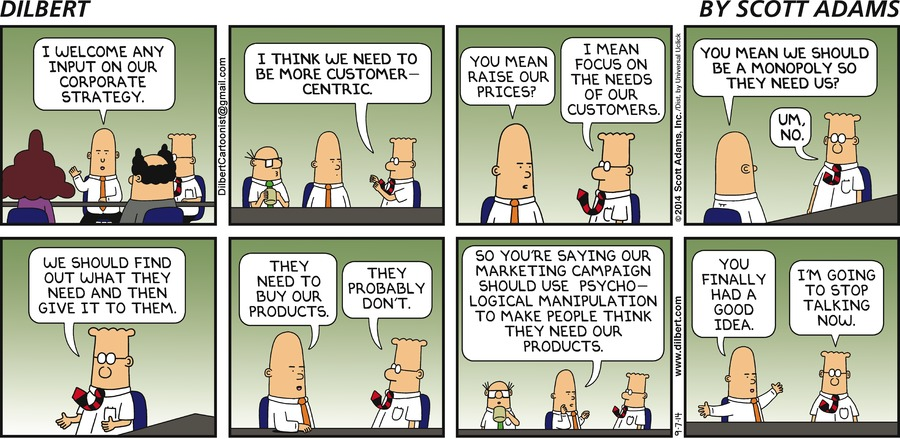 DILBERT
BY SCOTT ADAMS
I WELCOME ANY
INPUT ON OUR
CORPORATE
STRATEGY.
DilbertCartoonist@gmail.com
I THINK WE NEED TO
BE MORE CUSTOMER–
CENTRIC.
YOU MEAN
RAISE OUR
PRICES?
I MEAN
FOCUS ON
THE NEEDS
OF OUR
CUSTOMERS.
©2014 Scott Adams, Inc. /Dist. by Universal Uclick
YOU MEAN WE SHOULD
BE A MONOPOLY SO
THEY NEED US?
UM,
NO.
WE SHOULD FIND
OUT WHAT THEY
NEED AND THEN
GIVE IT TO THEM.
THEY
NEED TO
BUY OUR
PRODUCTS.
THEY
PROBABLY
DON'T.
SO YOU'RE SAYING OUR
MARKETING CAMPAIGN
SHOULD USE PSYCHO–
LOGICAL MANIPULATION
TO MAKE PEOPLE THINK
THEY NEED OUR
PRODUCTS.
9-7-14
www.dilbert.com
YOU
FINALLY
HAD A
GOOD
IDEA.
I'M GOING
TO STOP
TALKING
NOW.